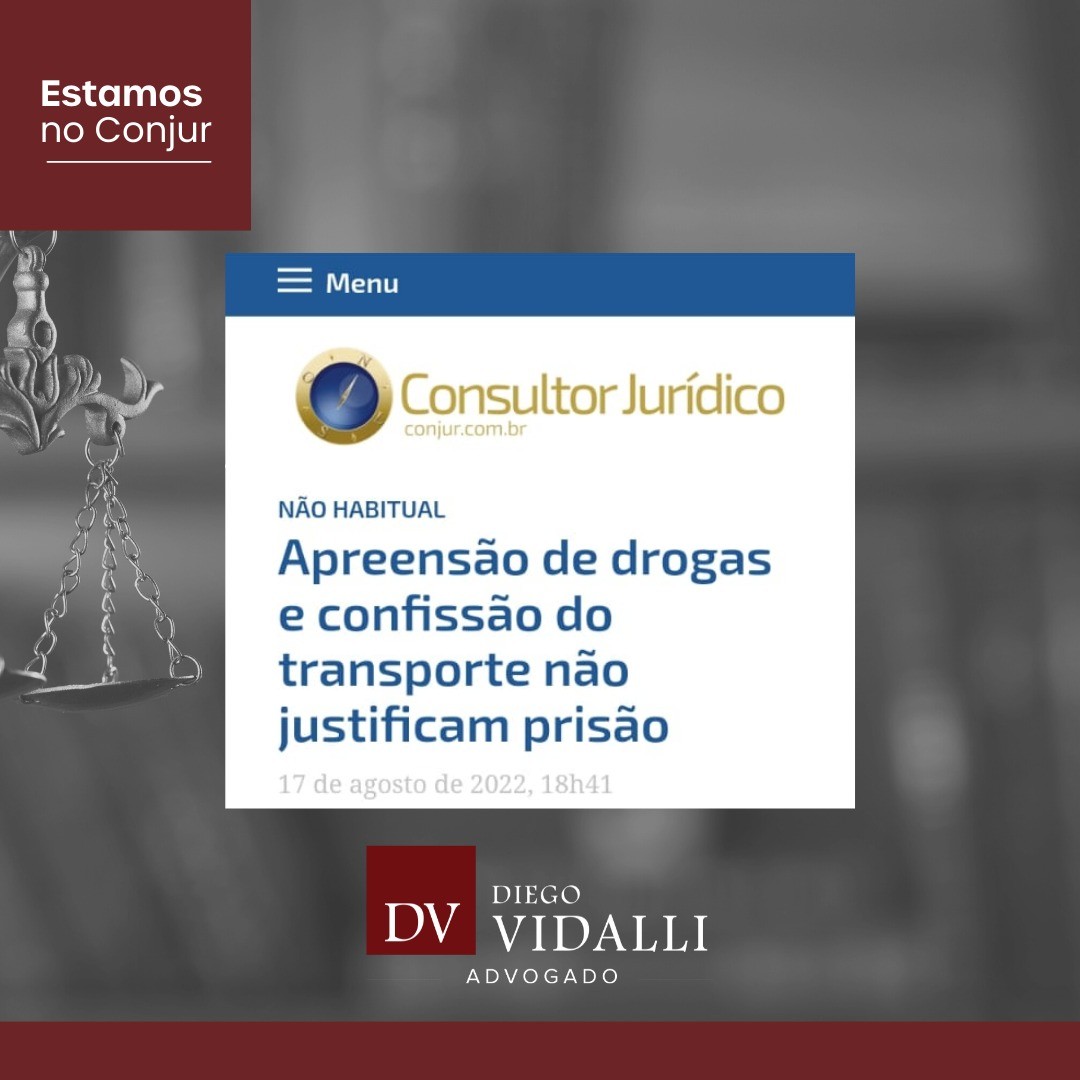 Estamos
no Conjur
Menu
Consultor Jurídico
conjur.com.br
NÃO HABITUAL
Apreensão de drogas
e confissão do
transporte não
justificam prisão
17 de agosto de 2022, 18h41
DV
DIEGO
VIDALLI
ADVOGADO